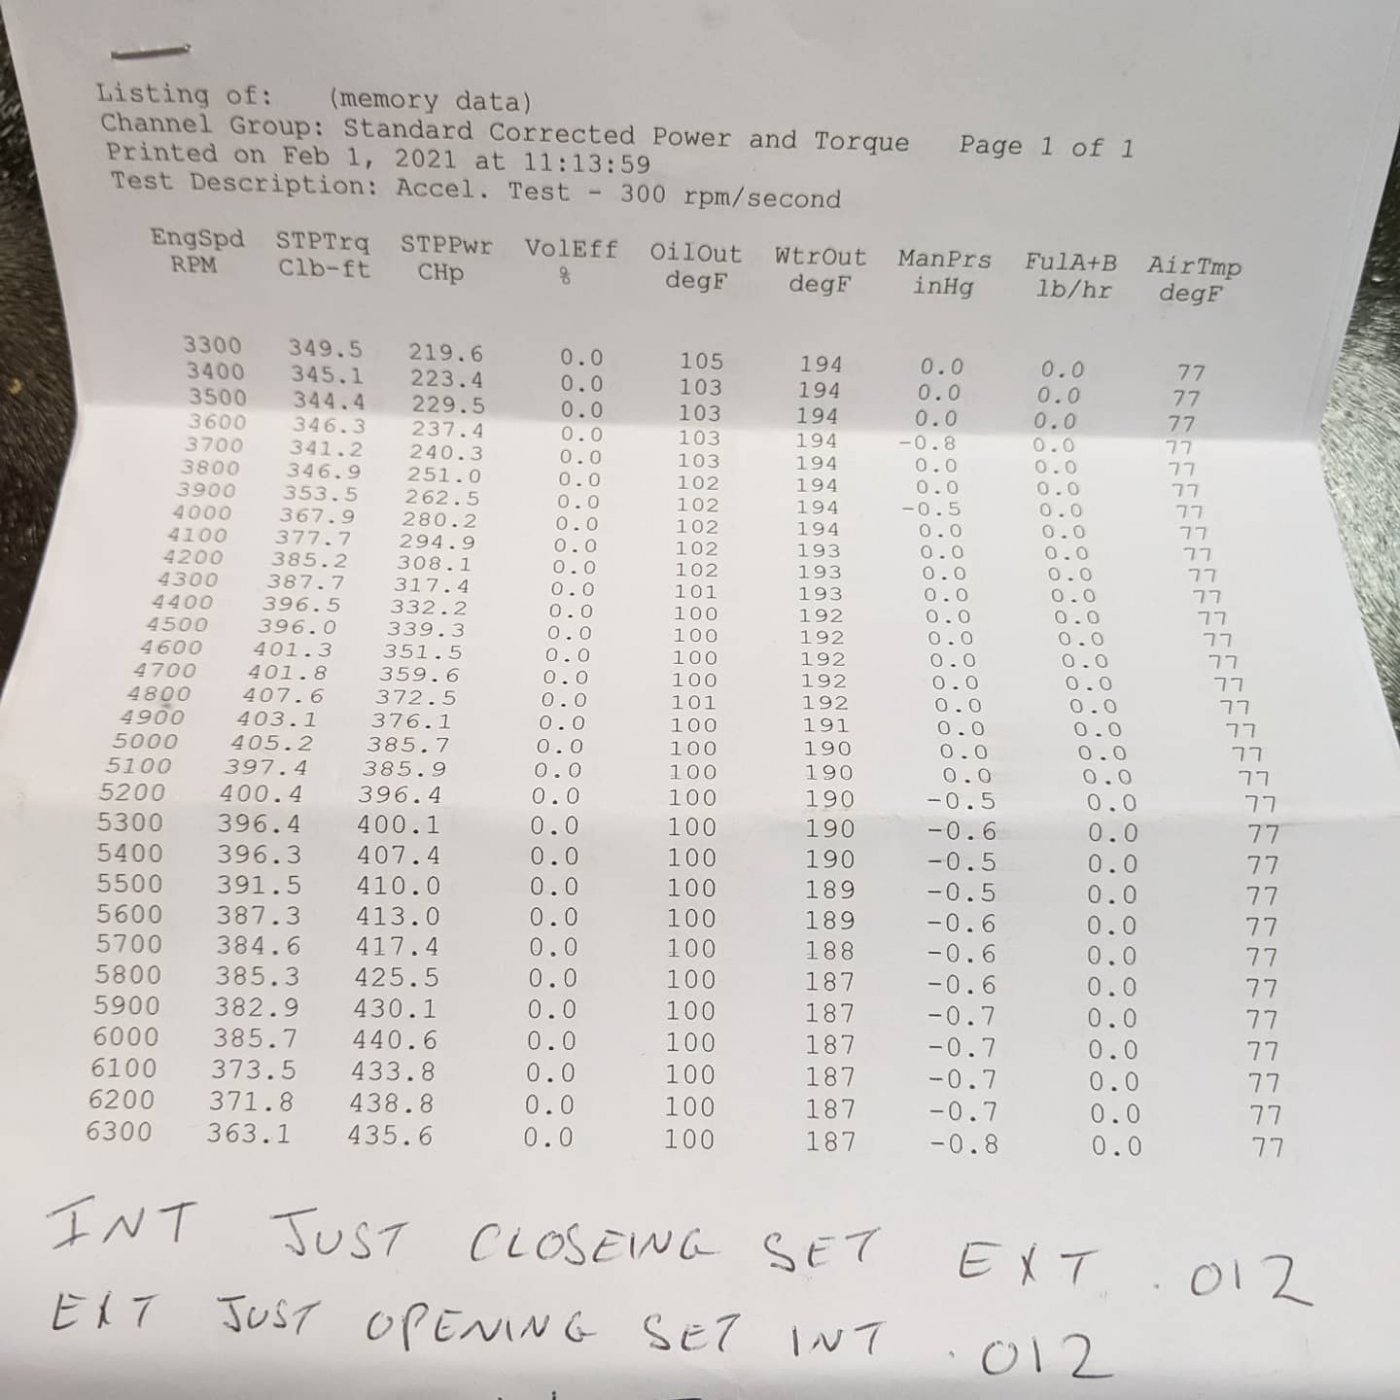 Listing of: (memory data)
Channel Group: Standard Corrected Power and Torque Page 1 of 1
Printed on Feb 1, 2021 at 11:13:59
Test Description: Accel. Test - 300 rpm/second
EngSpd STPTrq STPPwr VolEff OilOut WtrOut ManPrs FulA+B AirTmp
RPM Clb-ft CHp % degF degF inHg lb/hr degF
3300 349.5 219.6 0.0 105 194 0.0 0.0 77
3400 345.1 223.4 0.0 103 194 0.0 0.0 77
3500 344.4 229.5 0.0 103 194 0.0 0.0 77
3600 346.3 237.4 0.0 103 194 -0.8 0.0 77
3700 341.2 240.3 0.0 103 194 0.0 0.0 77
3800 346.9 251.0 0.0 102 194 0.0 0.0 77
3900 353.5 262.5 0.0 102 194 -0.5 0.0 77
4000 367.9 280.2 0.0 102 194 0.0 0.0 77
4100 377.7 294.9 0.0 102 193 0.0 0.0 77
4200 385.2 308.1 0.0 102 193 0.0 0.0 77
4300 387.7 317.4 0.0 101 193 0.0 0.0 77
4400 396.5 332.2 0.0 100 192 0.0 0.0 77
4500 396.0 339.3 0.0 100 192 0.0 0.0 77
4600 401.3 351.5 0.0 100 192 0.0 0.0 77
4700 401.8 359.6 0.0 100 192 0.0 0.0 77
4800 407.6 372.5 0.0 101 192 0.0 0.0 77
4900 403.1 376.1 0.0 100 191 0.0 0.0 77
5000 405.2 385.7 0.0 100 190 0.0 0.0 77
5100 397.4 385.9 0.0 100 190 0.0 0.0 77
5200 400.4 396.4 0.0 100 190 -0.5 0.0 77
5300 396.4 400.1 0.0 100 190 -0.6 0.0 77
5400 396.3 407.4 0.0 100 190 -0.5 0.0 77
5500 391.5 410.0 0.0 100 189 -0.5 0.0 77
5600 387.3 413.0 0.0 100 189 -0.6 0.0 77
5700 384.6 417.4 0.0 100 188 -0.6 0.0 77
5800 385.3 425.5 0.0 100 187 -0.6 0.0 77
5900 382.9 430.1 0.0 100 187 -0.7 0.0 77
6000 385.7 440.6 0.0 100 187 -0.7 0.0 77
6100 373.5 433.8 0.0 100 187 -0.7 0.0 77
6200 371.8 438.8 0.0 100 187 -0.7 0.0 77
6300 363.1 435.6 0.0 100 187 -0.8 0.0 77
INT JUST CLOSEING SET EXT .012
EXT JUST OPENING SET INT .012